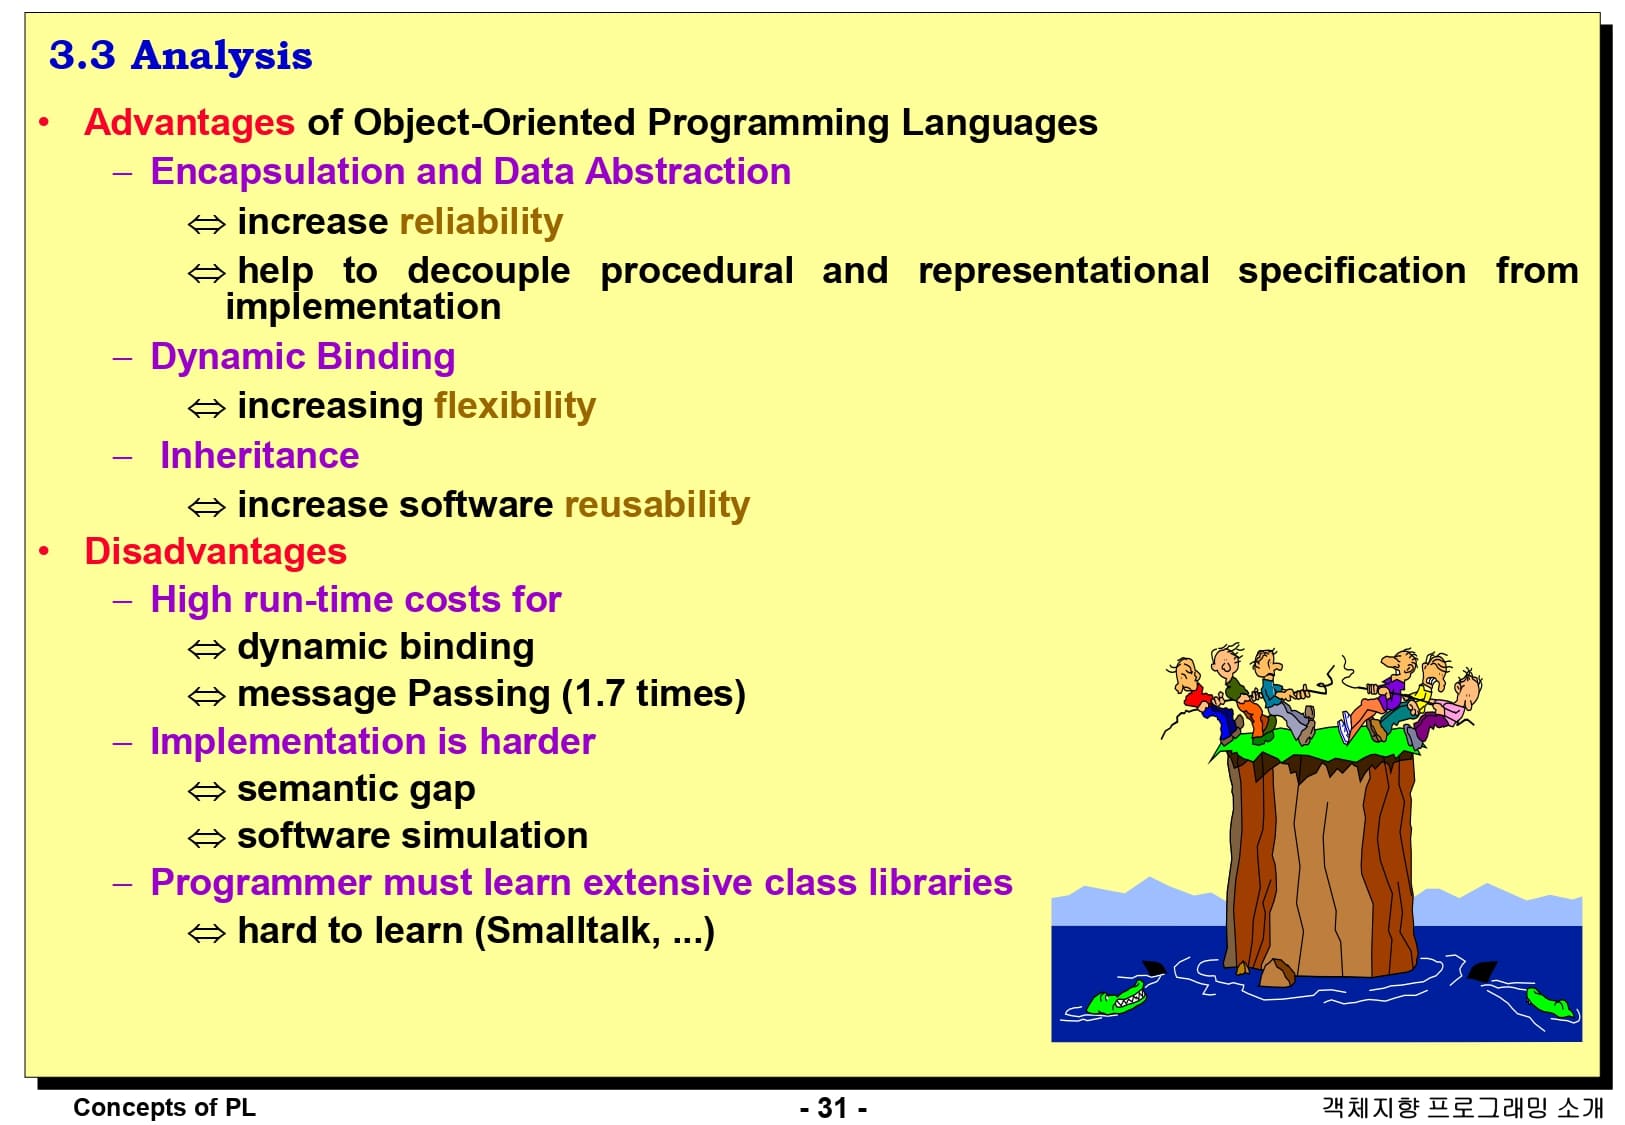 3.3 Analysis
• Advantages of Object-Oriented Programming Languages
– Encapsulation and Data Abstraction
⇔ increase reliability
⇔ help to decouple procedural and representational specification from
implementation
– Dynamic Binding
⇔ increasing flexibility
– Inheritance
⇔ increase software reusability
• Disadvantages
– High run-time costs for
⇔ dynamic binding
⇔ message Passing (1.7 times)
– Implementation is harder
⇔ semantic gap
⇔ software simulation
– Programmer must learn extensive class libraries
⇔ hard to learn (Smalltalk, ...)
Concepts of PL
- 31 -
객체지향 프로그래밍 소개